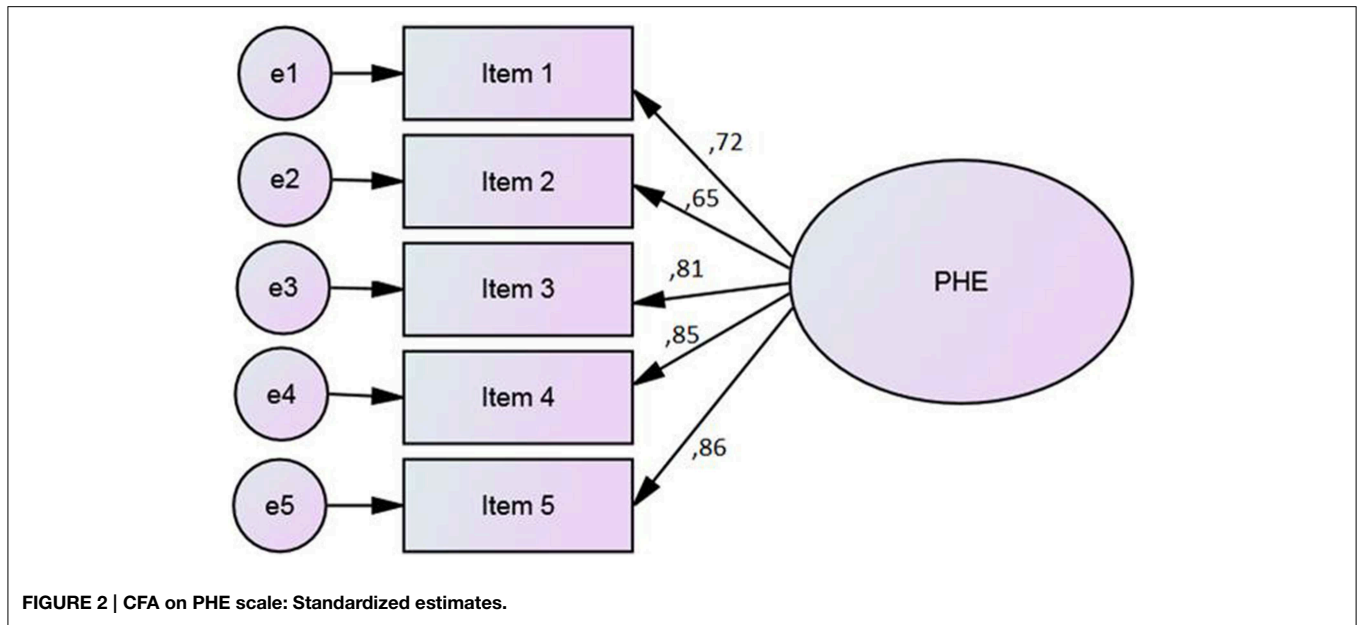 e1
Item 1
,72
e2
Item 2
,65
e3
Item 3
,81
PHE
e4
Item 4
,85
e5
Item 5
,86
FIGURE 2 | CFA on PHE scale: Standardized estimates.